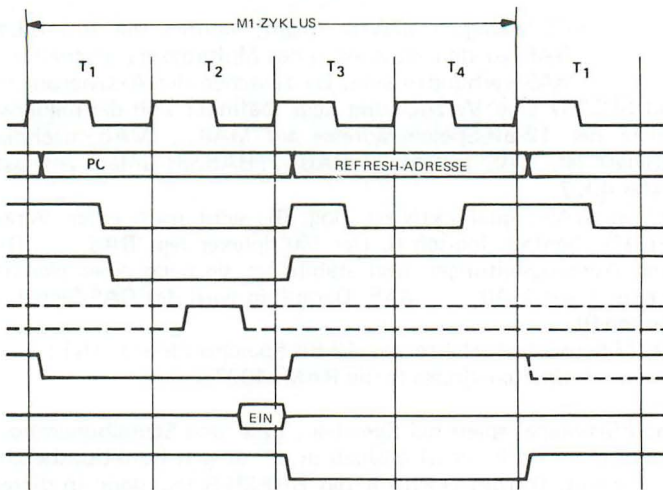 M1-ZYKLUS
T1 T2 T3 T4 T1
PC REFRESH-ADRESSE
EIN